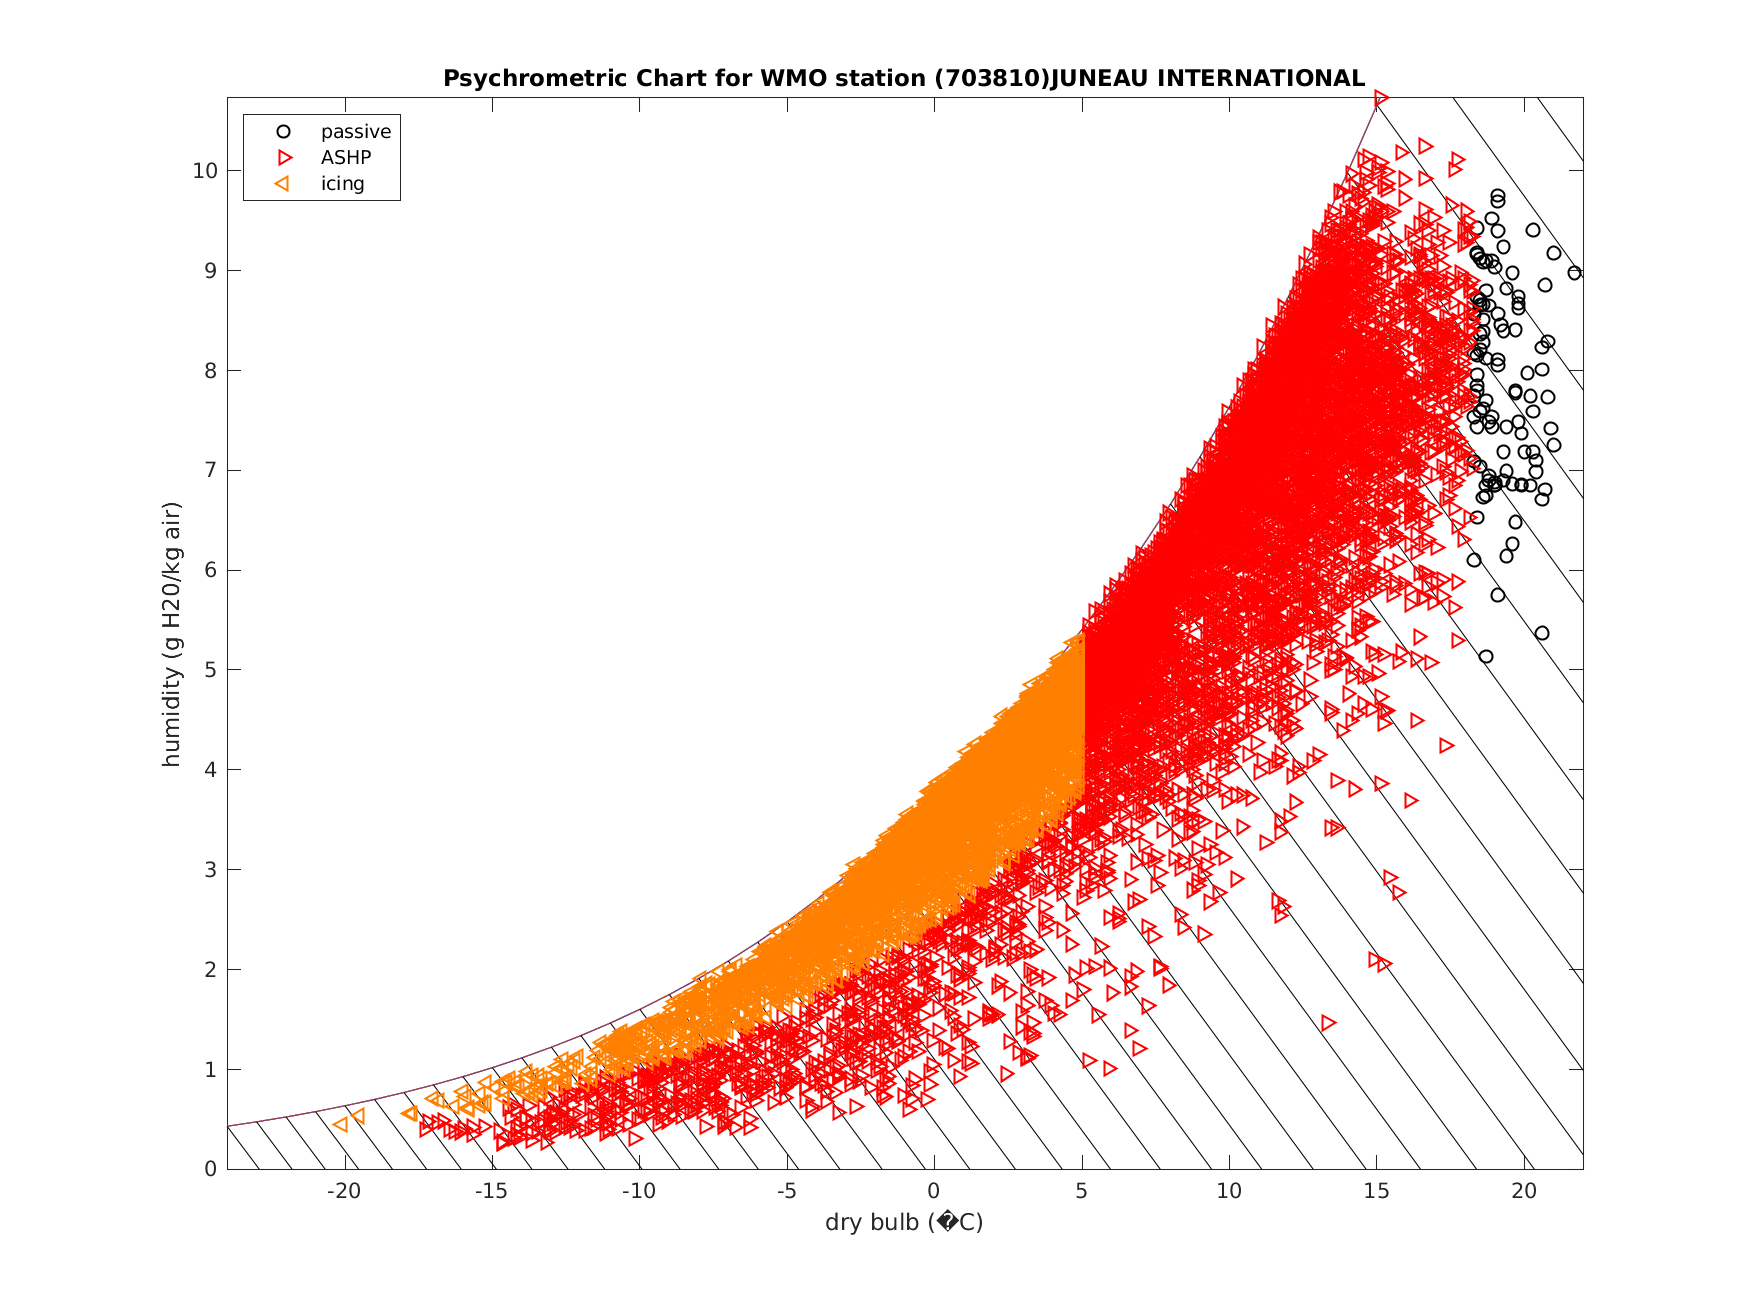 Psychrometric Chart for WMO station (703810)JUNEAU INTERNATIONAL
passive
ASHP
icing
10
9
8
7
6
5
4
3
2
1
0
humidity (g H20/kg air)
-20 -15 -10 -5 0 5 10 15 20
dry bulb (�C)